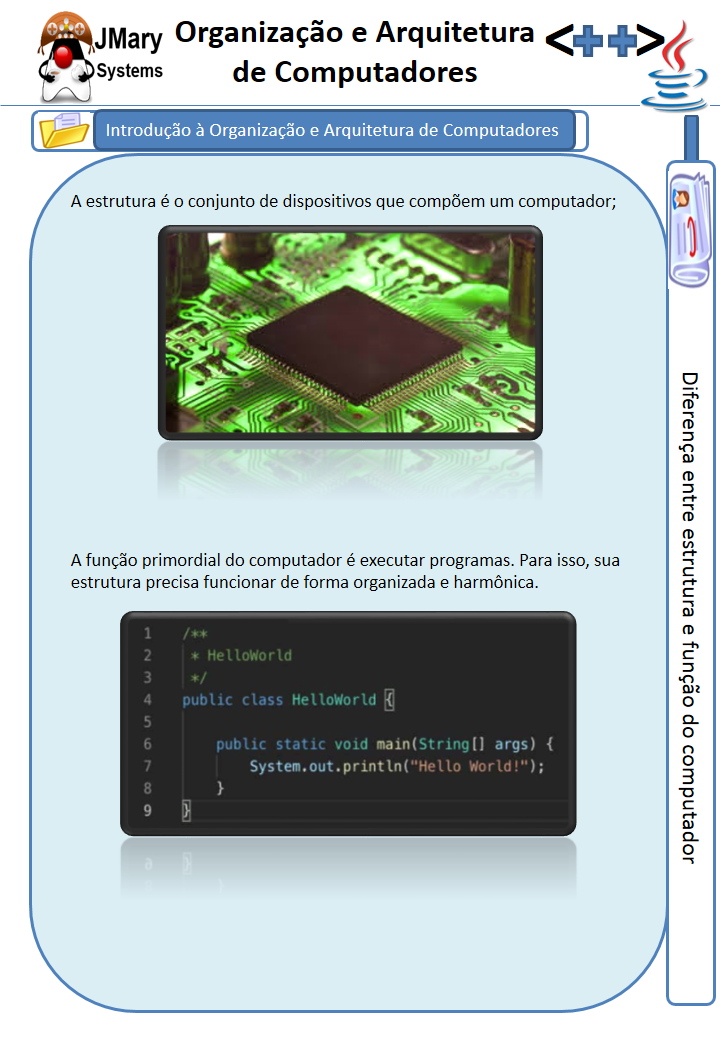 JMary
Systems
Organização e Arquitetura
de Computadores
<++>
Introdução à Organização e Arquitetura de Computadores
A estrutura é o conjunto de dispositivos que compõem um computador;
A função primordial do computador é executar programas. Para isso, sua
estrutura precisa funcionar de forma organizada e harmônica.
1 /**
2 * HelloWorld
3 */
4 public class HelloWorld {
5
6 public static void main(String[] args) {
7 System.out.println("Hello World!");
8 }
9 }
Diferença entre estrutura e função do computador